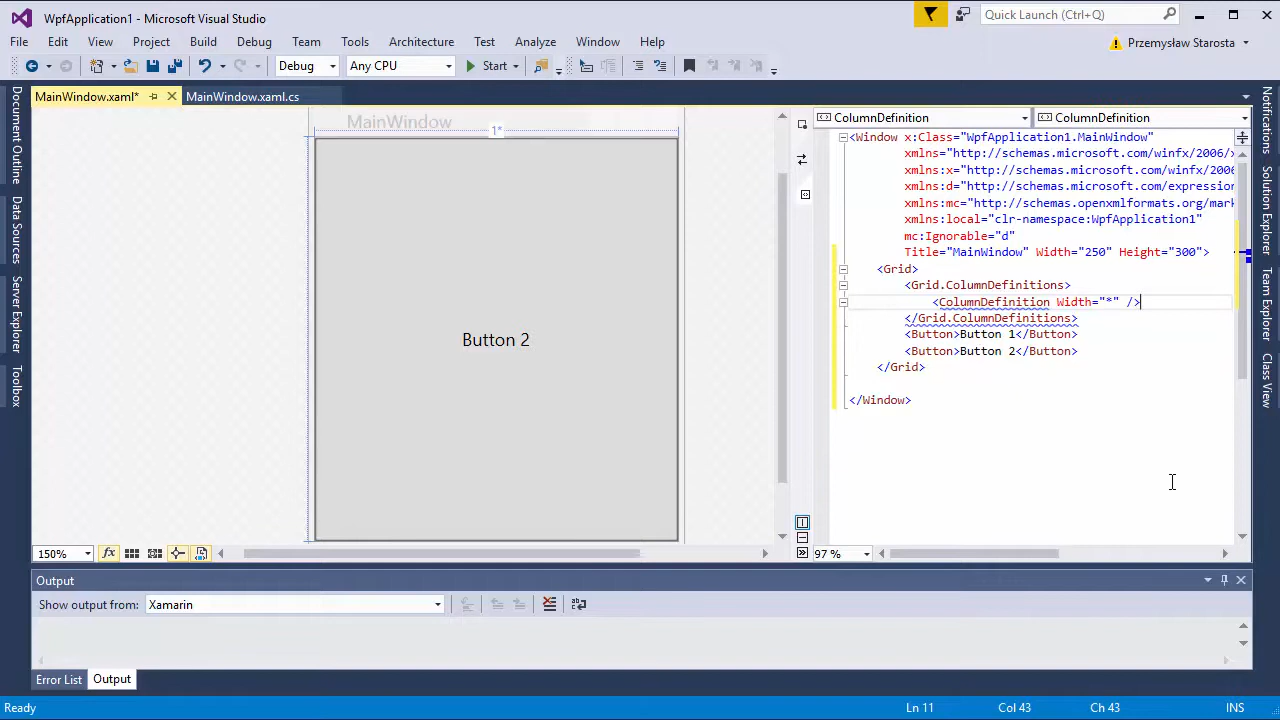 WpfApplication1 - Microsoft Visual Studio
Quick Launch (Ctrl+Q)
File Edit View Project Build Debug Team Tools Architecture Test Analyze Window Help
Przemysław Starosta
Debug Any CPU Start
MainWindow.xaml* MainWindow.xaml.cs
Document Outline
Data Sources
Server Explorer
Toolbox
MainWindow
1*
Button 2
150%
ColumnDefinition ColumnDefinition
<Window x:Class="WpfApplication1.MainWindow"
xmlns="http://schemas.microsoft.com/winfx/2006/x
xmlns:x="http://schemas.microsoft.com/winfx/2006
xmlns:d="http://schemas.microsoft.com/expression
xmlns:mc="http://schemas.openxmlformats.org/mark
xmlns:local="clr-namespace:WpfApplication1"
mc:Ignorable="d"
Title="MainWindow" Width="250" Height="300">
<Grid>
<Grid.ColumnDefinitions>
<ColumnDefinition Width="*" />
</Grid.ColumnDefinitions>
<Button>Button 1</Button>
<Button>Button 2</Button>
</Grid>
</Window>
97 %
Notifications
Solution Explorer
Team Explorer
Class View
Output
Show output from: Xamarin
Error List Output
Ready Ln 11 Col 43 Ch 43 INS